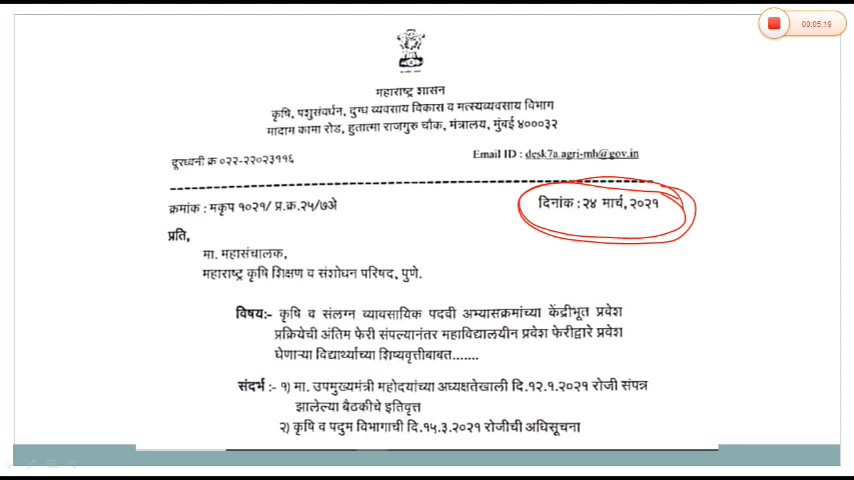 00:05:19
महाराष्ट्र शासन
कृषि, पशुसंवर्धन, दुग्ध व्यवसाय विकास व मत्स्यव्यवसाय विभाग
मादाम कामा रोड, हुतात्मा राजगुरु चौक, मंत्रालय, मुंबई ४०००३२
दूरध्वनी क्र ०२२-२२०२३११६
Email ID : desk7a.agri-mh@gov.in
क्रमांक : मकृप १०२१/ प्र.क्र.२५/७अे
दिनांक : २४ मार्च, २०२१
प्रति,
मा. महासंचालक,
महाराष्ट्र कृषि शिक्षण व संशोधन परिषद, पुणे.
विषय:- कृषि व संलग्न व्यावसायिक पदवी अभ्यासक्रमांच्या केंद्रीभूत प्रवेश
प्रक्रियेची अंतिम फेरी संपल्यानंतर महाविद्यालयीन प्रवेश फेरीद्वारे प्रवेश
घेणाऱ्या विद्यार्थ्यांच्या शिष्यवृत्तीबाबत.......
संदर्भ :- १) मा. उपमुख्यमंत्री महोदयांच्या अध्यक्षतेखाली दि.१२.१.२०२१ रोजी संपन्न
झालेल्या बैठकीचे इतिवृत्त
२) कृषि व पदुम विभागाची दि.१५.३.२०२१ रोजीची अधिसूचना